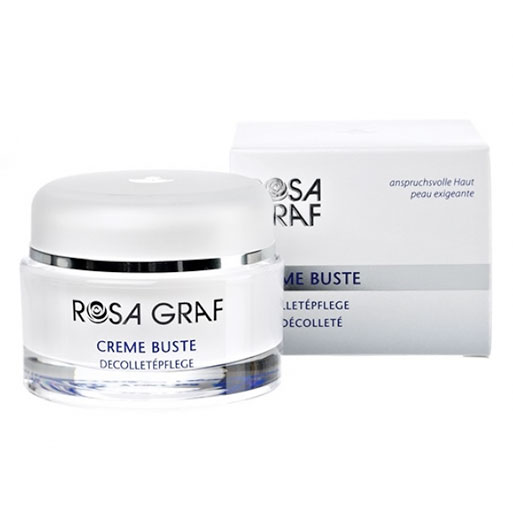 ROSA GRAF
CREME BUSTE
DECOLLETÉPFLEGE
anspruchsvolle Haut
peau exigeante
ROSA
GRAF
ME BUSTE
LLETÉPFLEGE
DÉCOLLETÉ